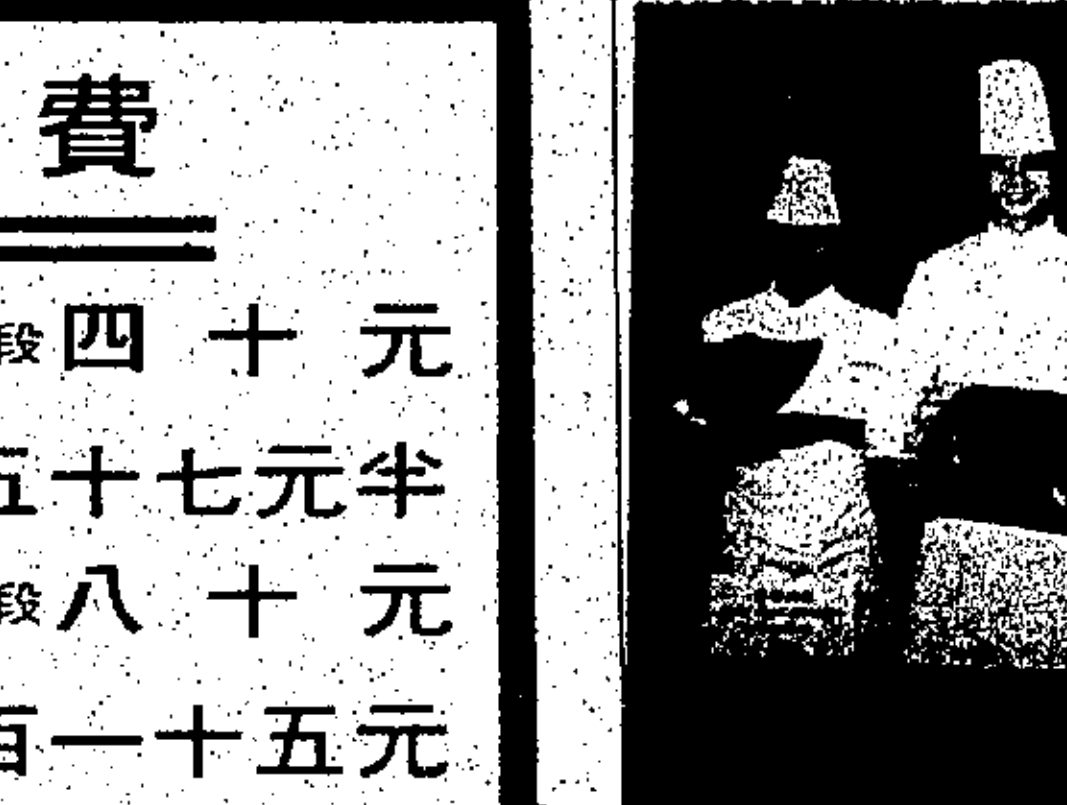 費
段四十元
五十七元半
段八十元
百一十五元